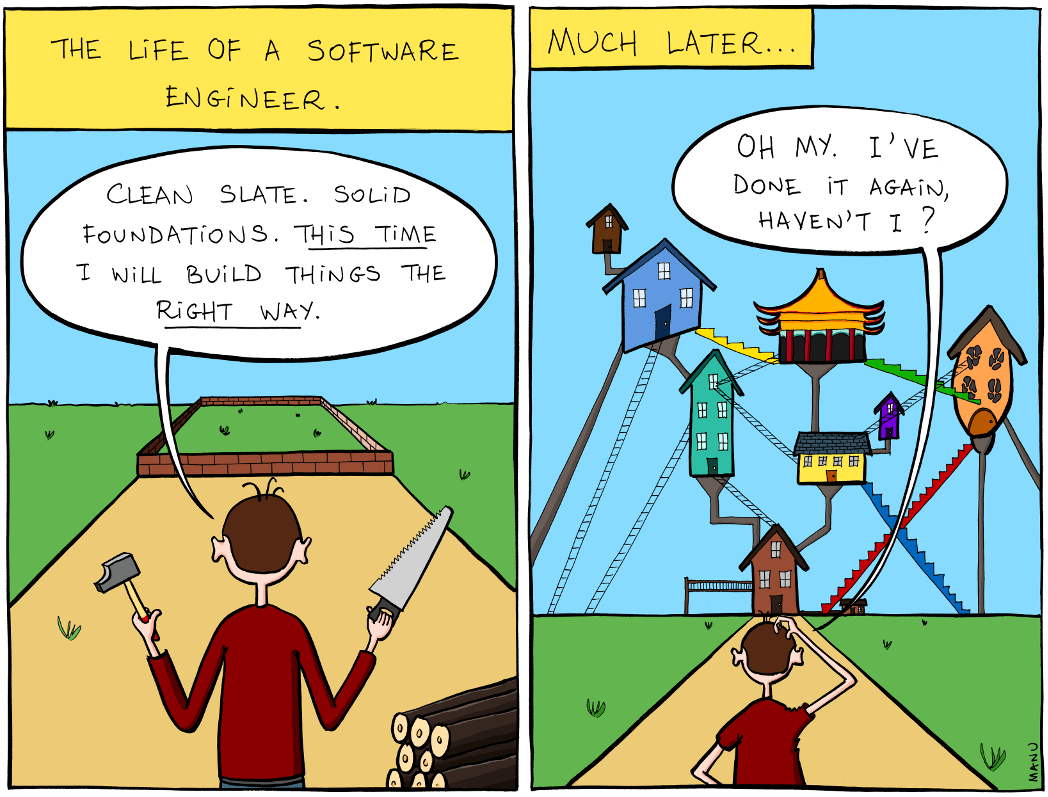 THE LIFE OF A SOFTWARE
ENGINEER.
CLEAN SLATE. SOLID
FOUNDATIONS. THIS TIME
I WILL BUILD THINGS THE
RIGHT WAY.
MUCH LATER...
OH MY. I'VE
DONE IT AGAIN,
HAVEN'T I ?
MANU